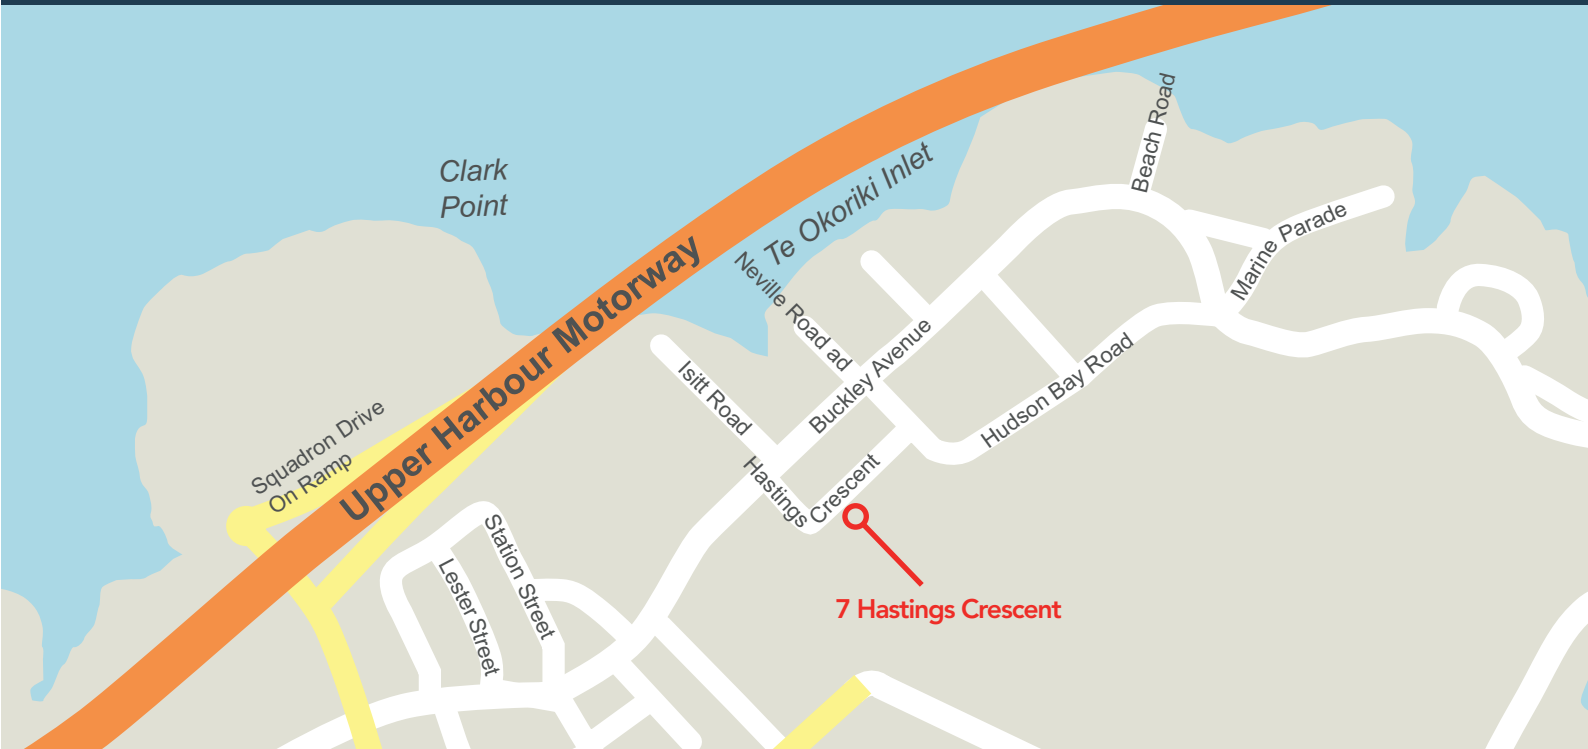 Clark
Point
Te Okoriki Inlet
Beach Road
Marine Parade
Neville Road ad
Upper Harbour Motorway
Buckley Avenue
Isitt Road
Hudson Bay Road
Squadron Drive
On Ramp
Hastings Crescent
Station Street
Lester Street
7 Hastings Crescent